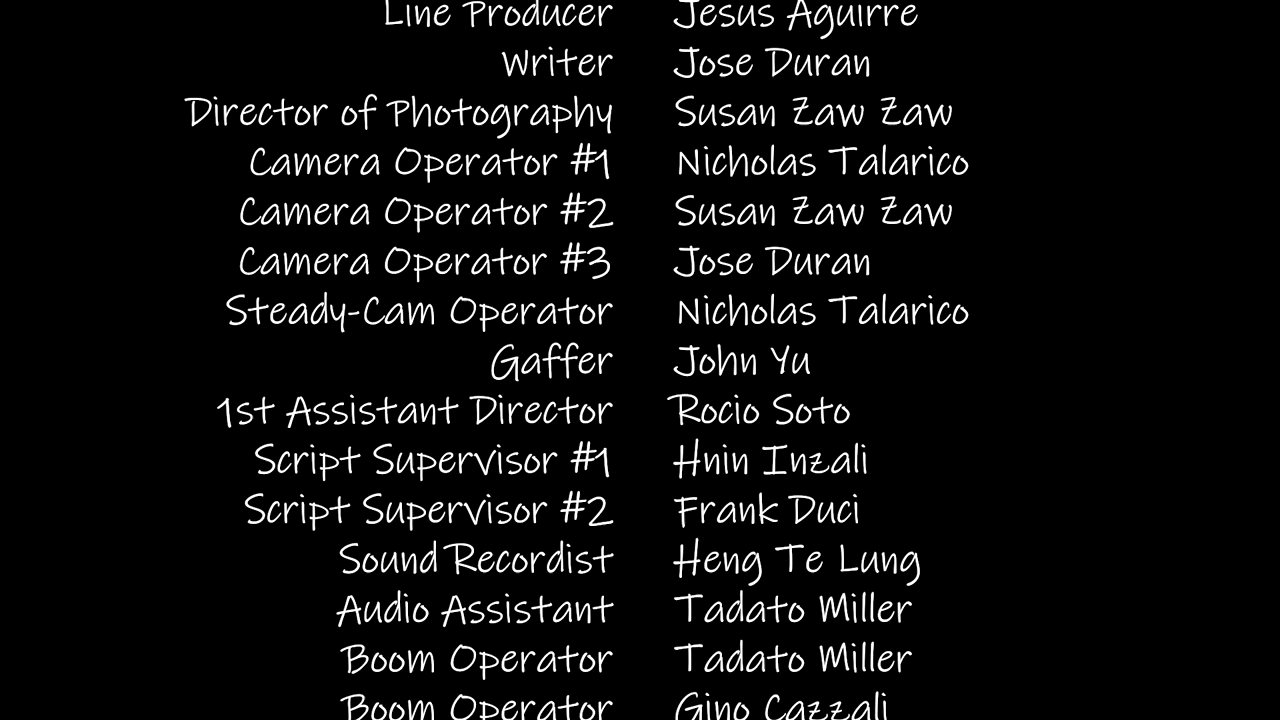 Line Producer Jesus Aguirre
Writer Jose Duran
Director of Photography Susan Zaw Zaw
Camera Operator #1 Nicholas Talarico
Camera Operator #2 Susan Zaw Zaw
Camera Operator #3 Jose Duran
Steady-Cam Operator Nicholas Talarico
Gaffer John Yu
1st Assistant Director Rocio Soto
Script Supervisor #1 Hnin Inzali
Script Supervisor #2 Frank Duci
Sound Recordist Heng Te Lung
Audio Assistant Tadato Miller
Boom Operator Tadato Miller
Boom Operator Gino Cazzali